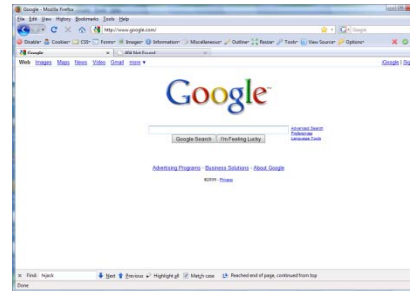 Google - Mozilla Firefox
File Edit View History Bookmarks Tools Help
http://www.google.com/
Google
Disable Cookies CSS Forms Images Information Miscellaneous Outline Resize Tools View Source Options
Google
404 Not Found
Web Images Maps News Video Gmail more
iGoogle | Sig
Google
Advanced Search
Preferences
Language Tools
Google Search I'm Feeling Lucky
Advertising Programs - Business Solutions - About Google
Privacy
Find: hijack Next Previous Highlight all Match case Reached end of page, continued from top
Done